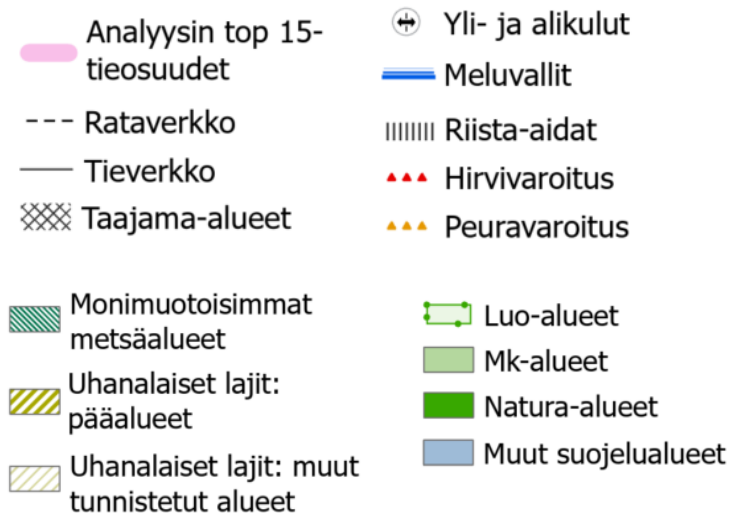 Analyysin top 15-
tieosuudet
Rataverkko
Tieverkko
Taajama-alueet
Yli- ja alikulut
Meluvallit
Riista-aidat
Hirvivaroitus
Peuravaroitus
Monimuotoisimmat
metsäalueet
Uhanalaiset lajit:
pääalueet
Uhanalaiset lajit: muut
tunnistetut alueet
Luo-alueet
Mk-alueet
Natura-alueet
Muut suojelualueet